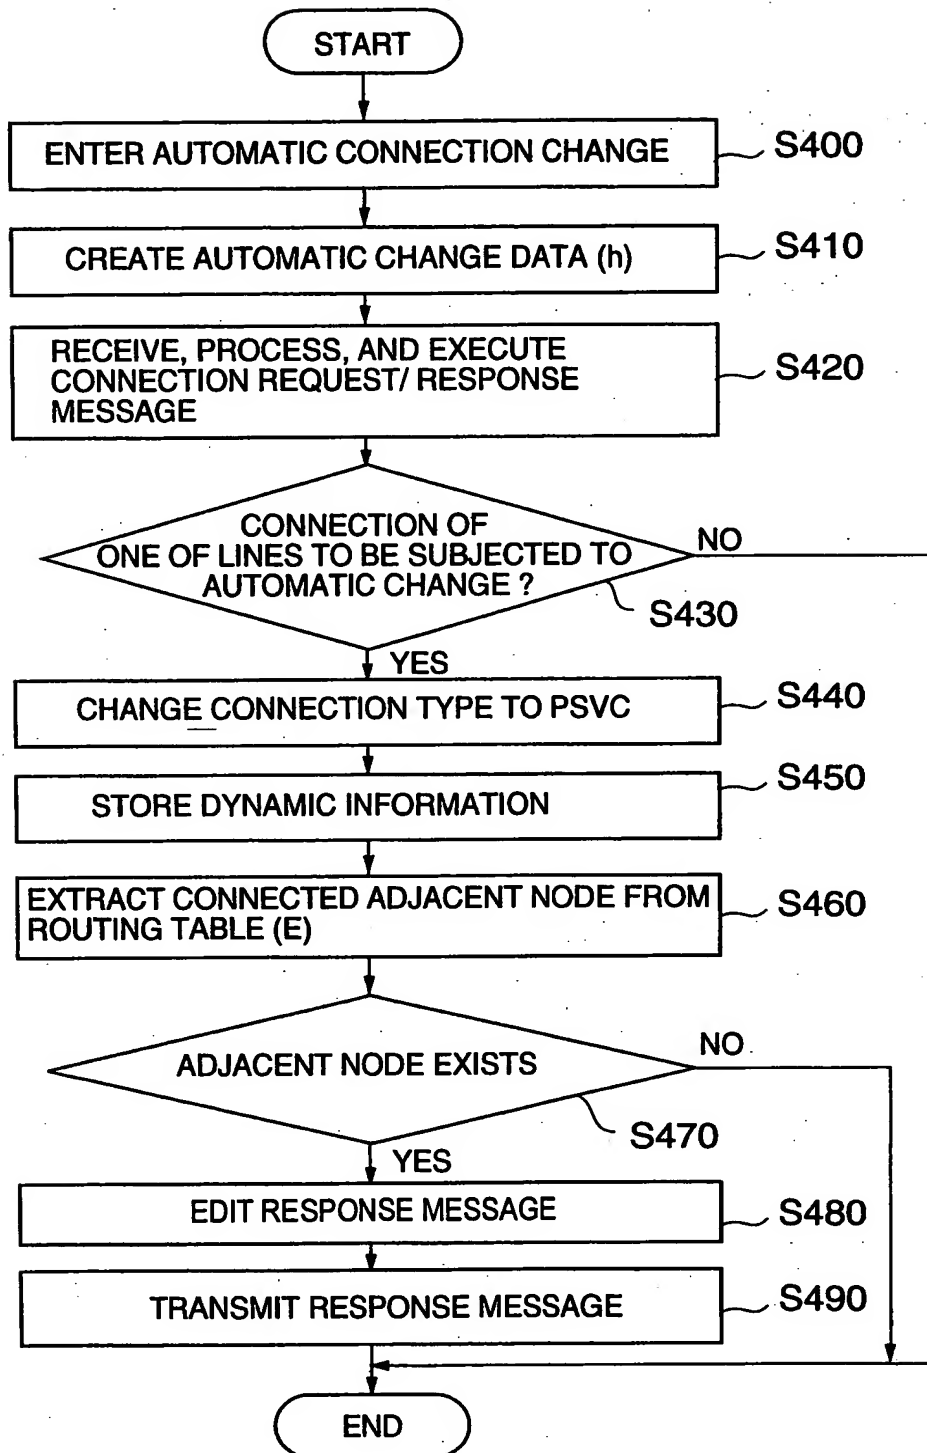 START
ENTER AUTOMATIC CONNECTION CHANGE
S400
CREATE AUTOMATIC CHANGE DATA (h)
S410
RECEIVE, PROCESS, AND EXECUTE
CONNECTION REQUEST/ RESPONSE
MESSAGE
S420
CONNECTION OF
ONE OF LINES TO BE SUBJECTED TO
AUTOMATIC CHANGE ?
NO
S430
YES
CHANGE CONNECTION TYPE TO PSVC
S440
STORE DYNAMIC INFORMATION
S450
EXTRACT CONNECTED ADJACENT NODE FROM
ROUTING TABLE (E)
S460
ADJACENT NODE EXISTS
NO
S470
YES
EDIT RESPONSE MESSAGE
S480
TRANSMIT RESPONSE MESSAGE
S490
END